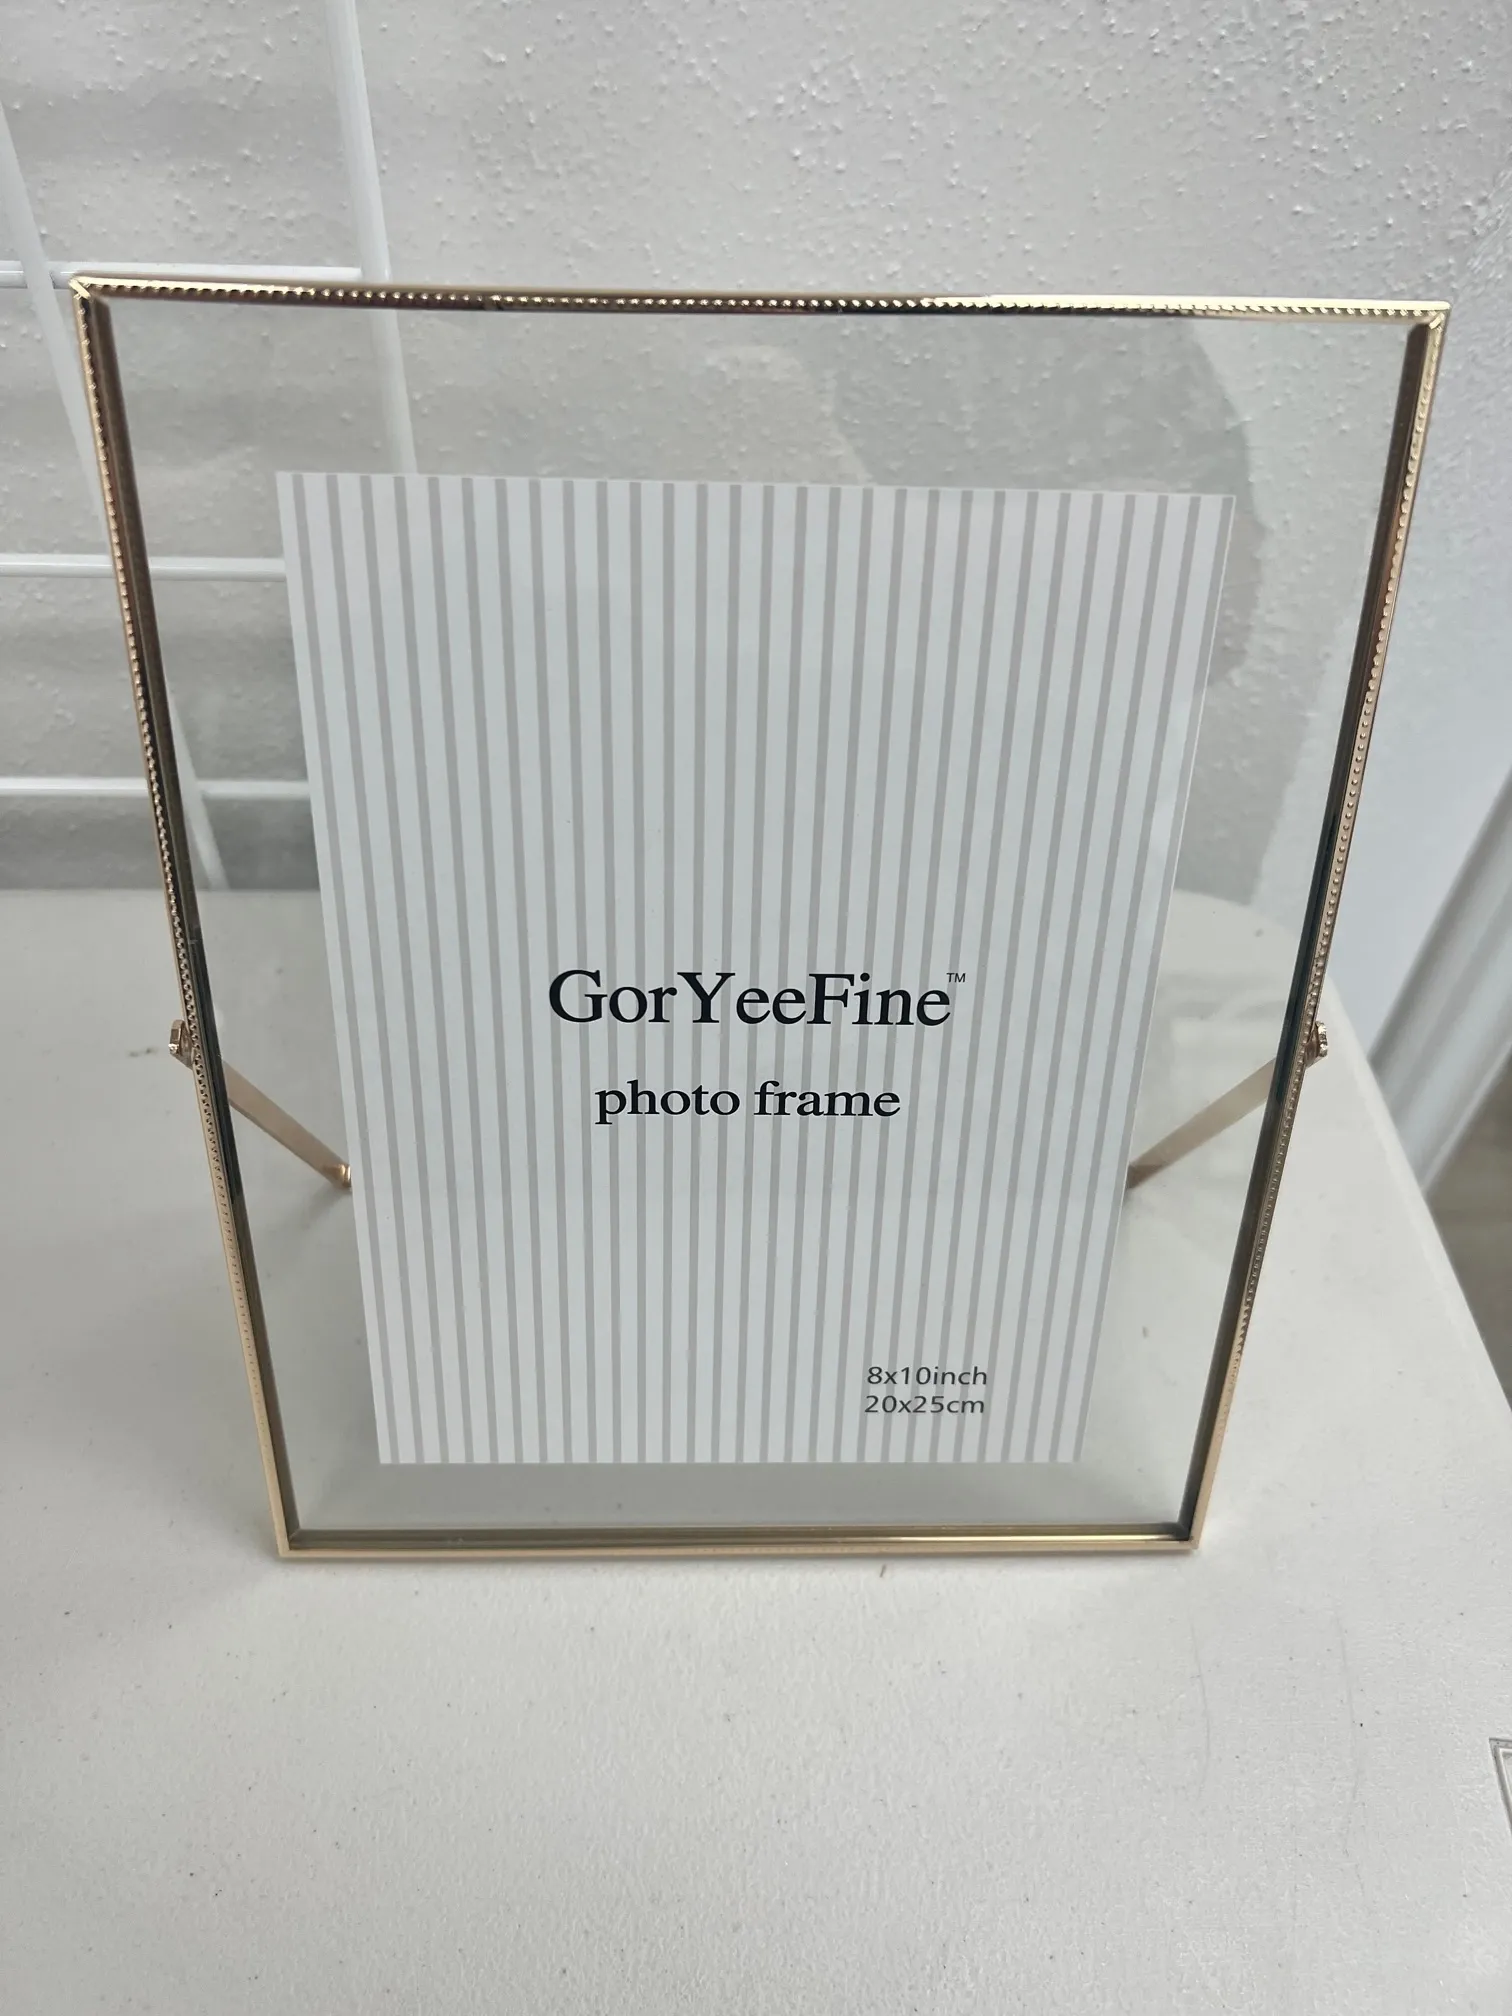 GorYeeFine™
photo frame
8x10inch
20x25cm